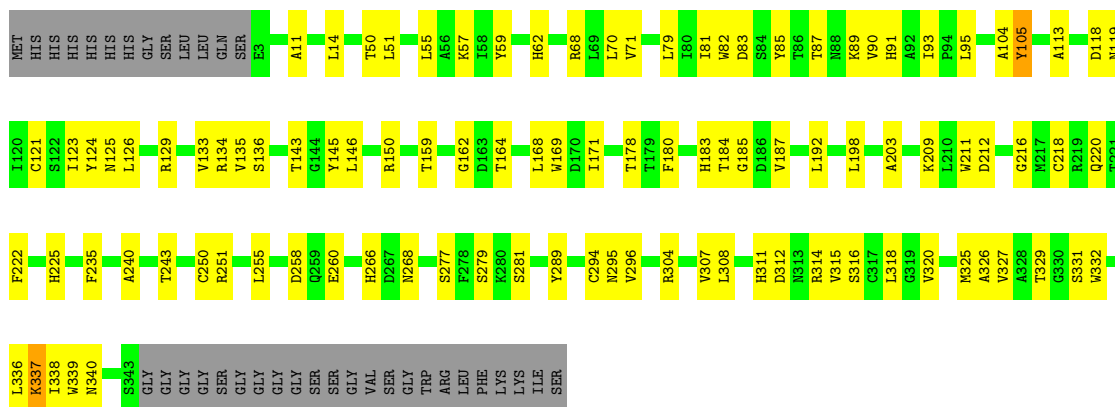 MET HIS HIS HIS HIS HIS HIS GLY SER LEU LEU GLN SER E3 A11 L14 T50 L51 L55 A56 K57 I58 Y59 H62 R68 L69 L70 V71 L79 I80 I81 W82 D83 S84 Y85 T86 T87 N88 K89 V90 H91 A92 I93 P94 L95 A104 Y105 A113 D118 N119
I120 C121 S122 I123 Y124 N125 L126 R129 V133 R134 V135 S136 T143 G144 Y145 L146 R150 T159 G162 D163 T164 L168 W169 D170 I171 T178 T179 F180 H183 T184 G185 D186 V187 L192 L198 A203 K209 L210 W211 D212 G216 M217 C218 R219 Q220 T221
F222 H225 F235 A240 T243 C250 R251 L255 D258 Q259 E260 H266 D267 N268 S277 F278 S279 K280 S281 Y289 C294 N295 V296 R304 V307 L308 H311 D312 N313 R314 V315 S316 C317 L318 G319 V320 M325 A326 V327 A328 T329 G330 S331 W332
L336 K337 I338 W339 N340 S343 GLY GLY GLY GLY SER GLY GLY GLY GLY SER SER GLY VAL SER GLY TRP ARG LEU PHE LYS LYS ILE SER